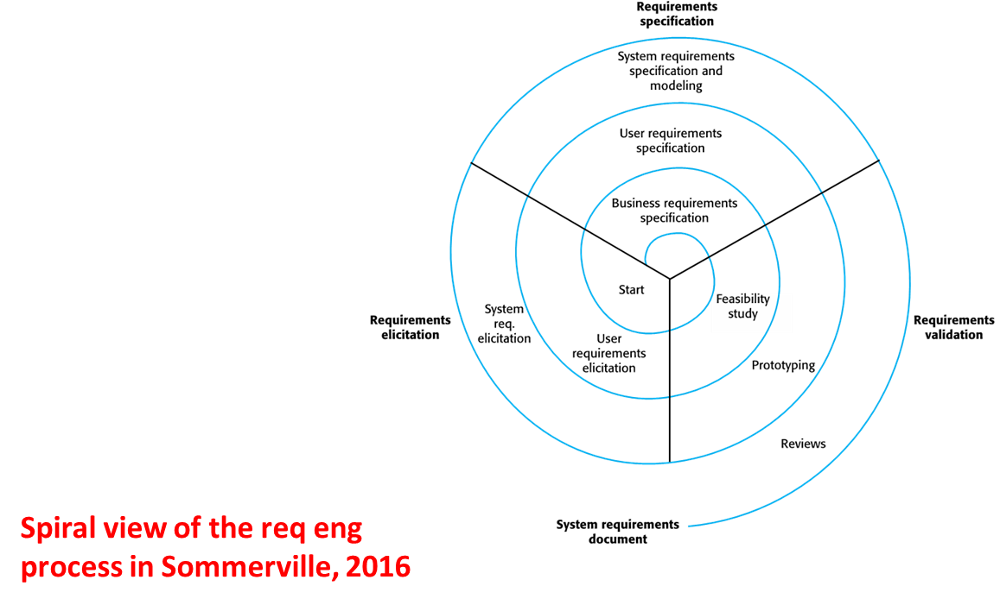 Requirements
specification
System requirements
specification and
modeling
User requirements
specification
Business requirements
specification
Start
Feasibility
study
Requirements
elicitation
System
req.
elicitation
Requirements
validation
User
requirements
elicitation
Prototyping
Reviews
System requirements
document
Spiral view of the req eng
process in Sommerville, 2016